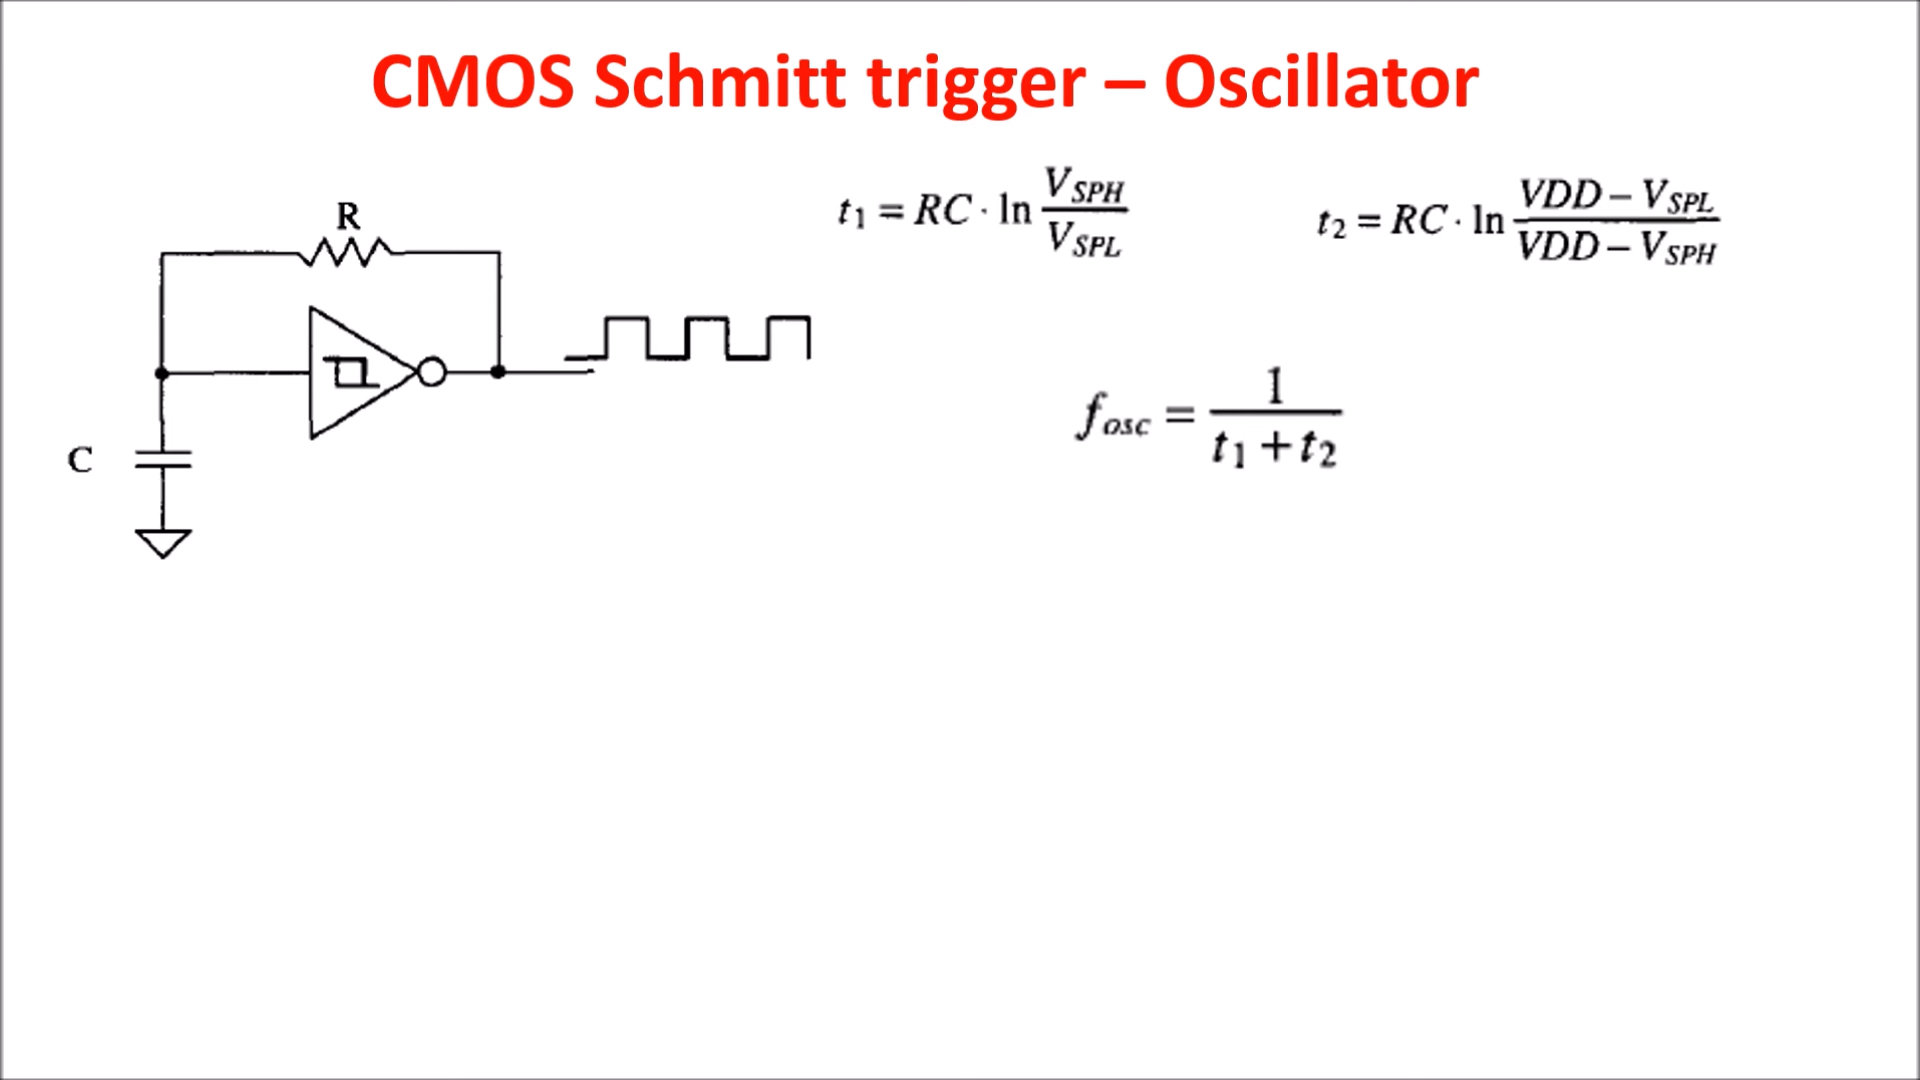 CMOS Schmitt trigger – Oscillator
R
C
t₁ = RC · ln V_SPH / V_SPL
t₂ = RC · ln VDD – V_SPL / VDD – V_SPH
f_osc = 1 / t₁ + t₂